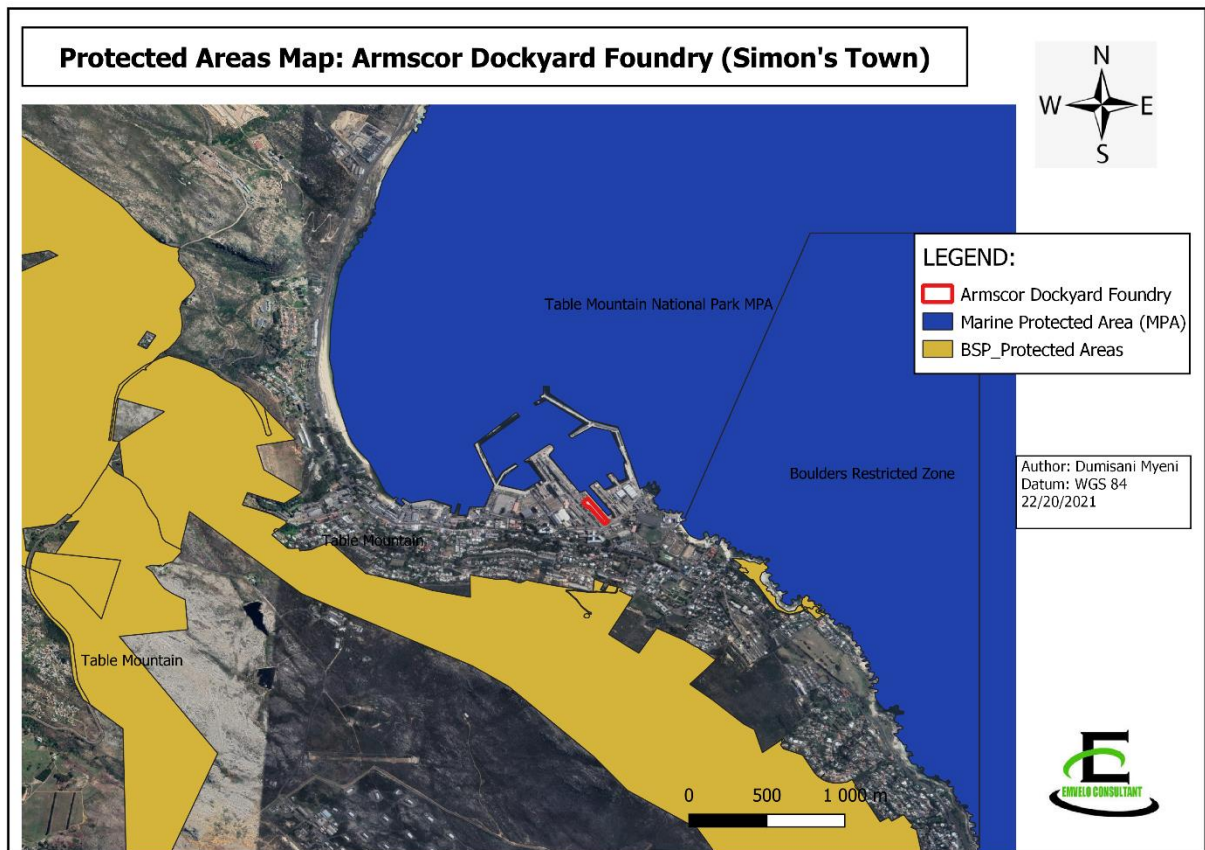 Protected Areas Map: Armscor Dockyard Foundry (Simon's Town)
N
W E
S
LEGEND:
Armscor Dockyard Foundry
Marine Protected Area (MPA)
BSP_Protected Areas
Table Mountain National Park MPA
Boulders Restricted Zone
Author: Dumisani Myeni
Datum: WGS 84
22/20/2021
Table Mountain
Table Mountain
0 500 1 000 m
E
EMVELO CONSULTANT